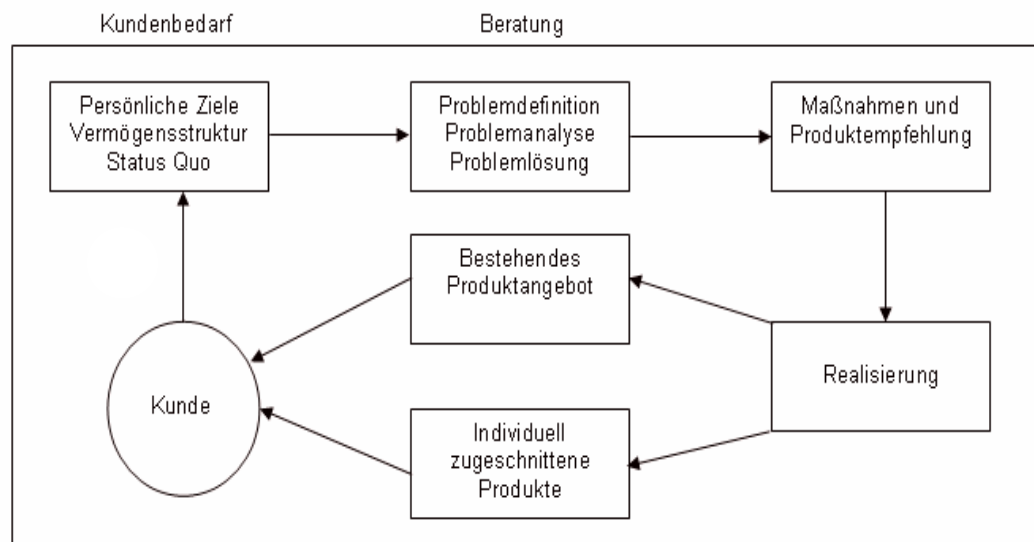 Kundenbedarf
Beratung
Persönliche Ziele
Vermögensstruktur
Status Quo
Problemdefinition
Problemanalyse
Problemlösung
Maßnahmen und
Produktempfehlung
Bestehendes
Produktangebot
Realisierung
Kunde
Individuell
zugeschnittene
Produkte